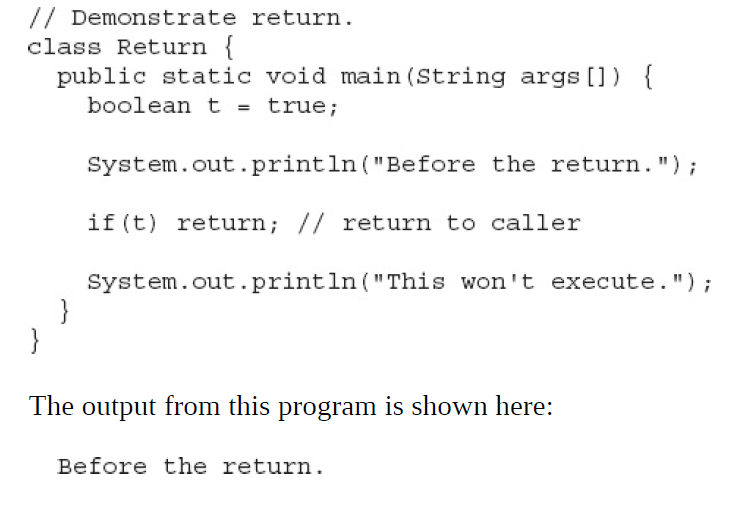 // Demonstrate return.
class Return {
public static void main(String args[]) {
boolean t = true;
System.out.println("Before the return.");
if(t) return; // return to caller
System.out.println("This won't execute.");
}
}
The output from this program is shown here:
Before the return.